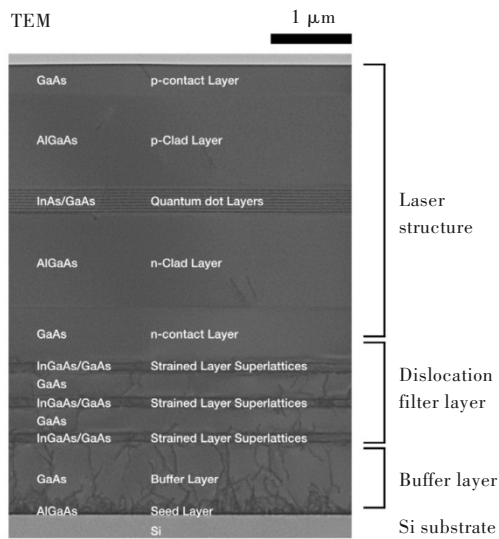 TEM
1 μm
GaAs p-contact Layer
AlGaAs p-Clad Layer
InAs/GaAs Quantum dot Layers
AlGaAs n-Clad Layer
GaAs n-contact Layer
Laser
structure
InGaAs/GaAs Strained Layer Superlattices
GaAs
InGaAs/GaAs Strained Layer Superlattices
GaAs
InGaAs/GaAs Strained Layer Superlattices
Dislocation
filter layer
GaAs Buffer Layer
Buffer layer
AlGaAs Seed Layer
Si
Si substrate